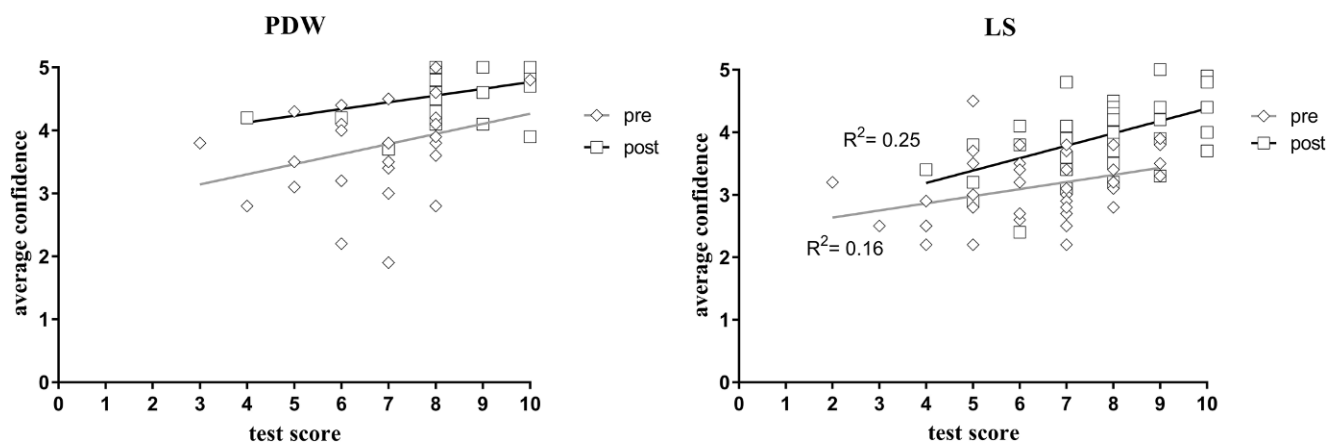 PDW
5
4
3
2
1
0
0 1 2 3 4 5 6 7 8 9 10
average confidence
test score
pre
post
LS
5
4
3
2
1
0
0 1 2 3 4 5 6 7 8 9 10
average confidence
test score
R²= 0.25
R²= 0.16
pre
post